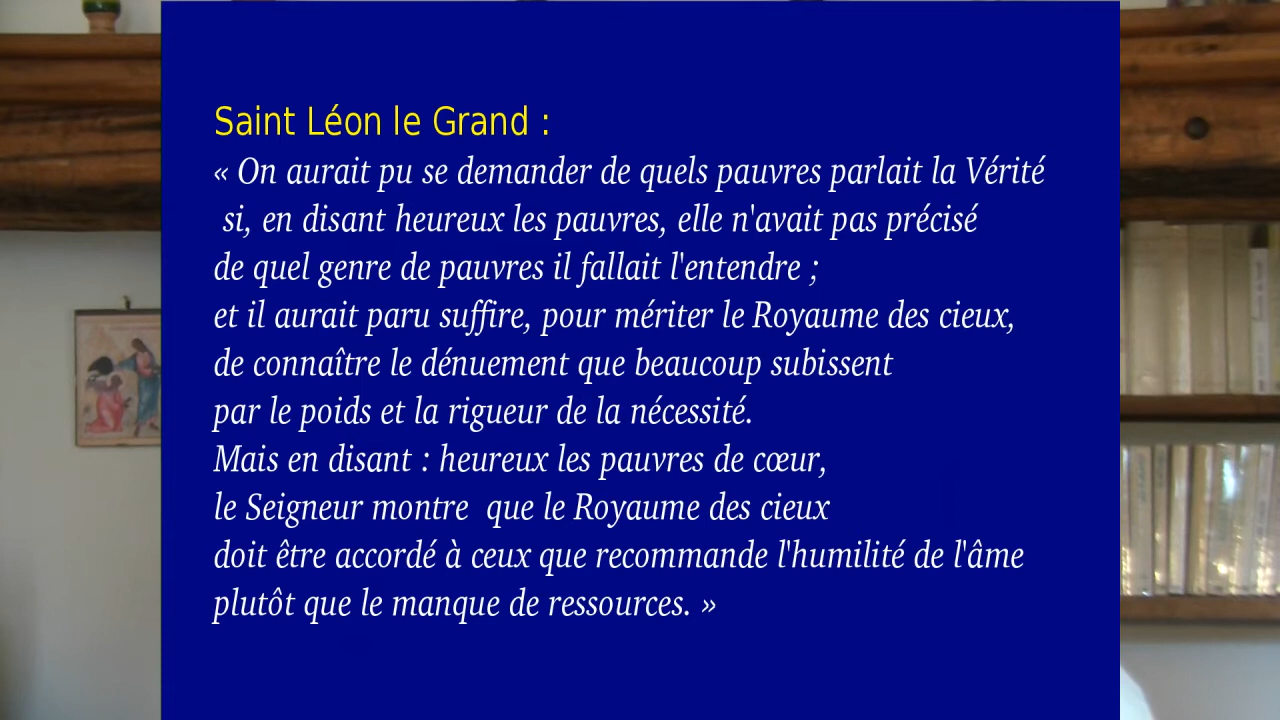 Saint Léon le Grand :
« On aurait pu se demander de quels pauvres parlait la Vérité
si, en disant heureux les pauvres, elle n'avait pas précisé
de quel genre de pauvres il fallait l'entendre ;
et il aurait paru suffire, pour mériter le Royaume des cieux,
de connaître le dénuement que beaucoup subissent
par le poids et la rigueur de la nécessité.
Mais en disant : heureux les pauvres de cœur,
le Seigneur montre  que le Royaume des cieux
doit être accordé à ceux que recommande l'humilité de l'âme
plutôt que le manque de ressources. »